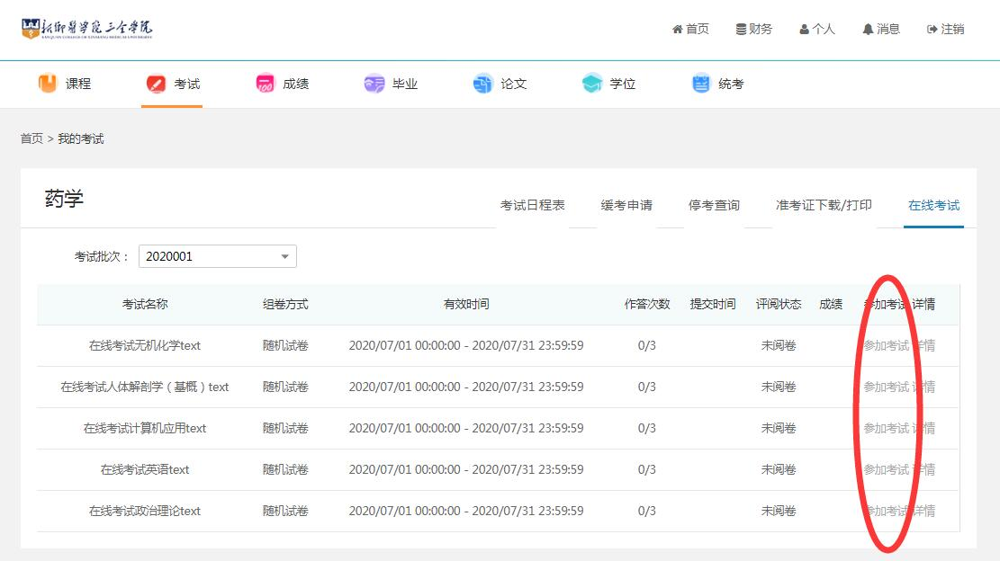 新乡医学院三全学院
SANQUAN COLLEGE OF XINXIANG MEDICAL UNIVERSITY
首页 财务 个人 消息 注销
课程 考试 100 成绩 毕业 论文 学位 统考
首页 > 我的考试
药学
考试日程表 缓考申请 停考查询 准考证下载/打印 在线考试
考试批次： 2020001
考试名称 组卷方式 有效时间 作答次数 提交时间 评阅状态 成绩 参加考试 详情
在线考试无机化学text 随机试卷 2020/07/01 00:00:00 - 2020/07/31 23:59:59 0/3 未阅卷 参加考试 详情
在线考试人体解剖学（基概）text 随机试卷 2020/07/01 00:00:00 - 2020/07/31 23:59:59 0/3 未阅卷 参加考试 详情
在线考试计算机应用text 随机试卷 2020/07/01 00:00:00 - 2020/07/31 23:59:59 0/3 未阅卷 参加考试 详情
在线考试英语text 随机试卷 2020/07/01 00:00:00 - 2020/07/31 23:59:59 0/3 未阅卷 参加考试 详情
在线考试政治理论text 随机试卷 2020/07/01 00:00:00 - 2020/07/31 23:59:59 0/3 未阅卷 参加考试 详情